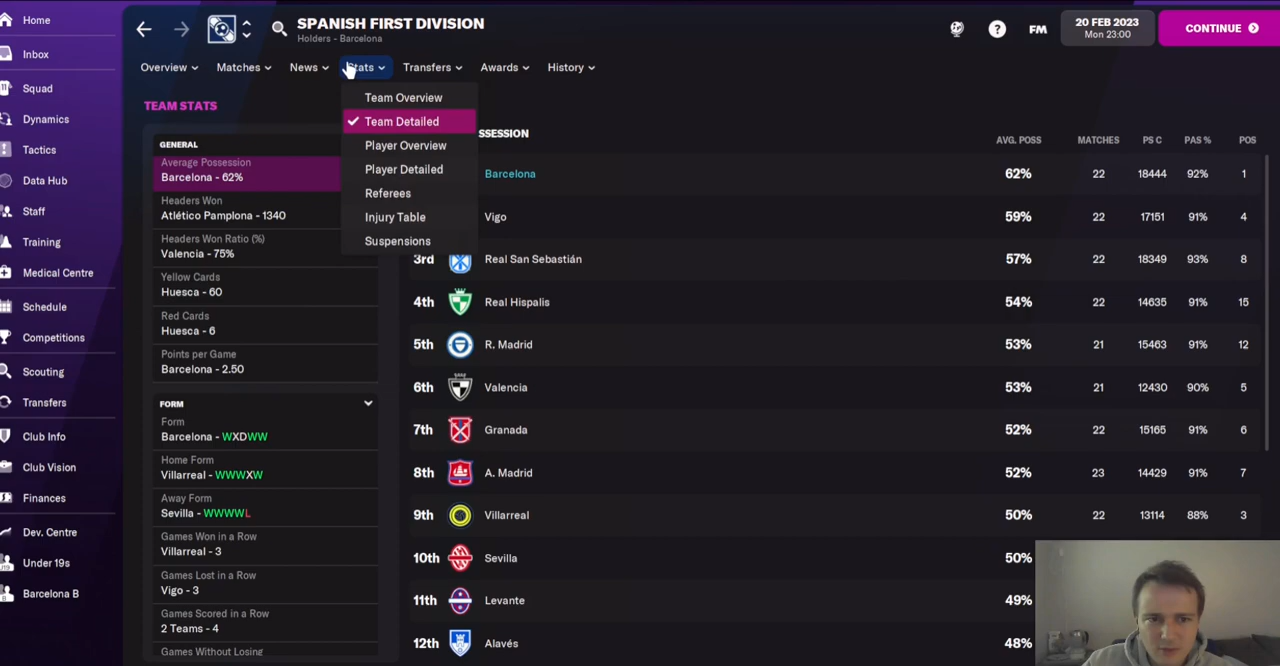 Home
Inbox
Squad
Dynamics
Tactics
Data Hub
Staff
Training
Medical Centre
Schedule
Competitions
Scouting
Transfers
Club Info
Club Vision
Finances
Dev. Centre
Under 19s
Barcelona B
SPANISH FIRST DIVISION
Holders - Barcelona
? FM
20 FEB 2023
Mon 23:00
CONTINUE
Overview Matches News Stats Transfers Awards History
Team Overview
Team Detailed
Player Overview
Player Detailed
Referees
Injury Table
Suspensions
TEAM STATS
GENERAL
Average Possession
Barcelona - 62%
Headers Won
Atlético Pamplona - 1340
Headers Won Ratio (%)
Valencia - 75%
Yellow Cards
Huesca - 60
Red Cards
Huesca - 6
Points per Game
Barcelona - 2.50
FORM
Form
Barcelona - WXDWW
Home Form
Villarreal - WWWXW
Away Form
Sevilla - WWWWL
Games Won in a Row
Villarreal - 3
Games Lost in a Row
Vigo - 3
Games Scored in a Row
2 Teams - 4
Games Without Losing
SSESSION
AVG. POSS MATCHES PS C PAS % POS
Barcelona 62% 22 18444 92% 1
Vigo 59% 22 17151 91% 4
3rd Real San Sebastián 57% 22 18349 93% 8
4th Real Hispalis 54% 22 14635 91% 15
5th R. Madrid 53% 21 15463 91% 12
6th Valencia 53% 21 12430 90% 5
7th Granada 52% 22 15165 91% 6
8th A. Madrid 52% 23 14429 91% 7
9th Villarreal 50% 22 13114 88% 3
10th Sevilla 50%
11th Levante 49%
12th Alavés 48%